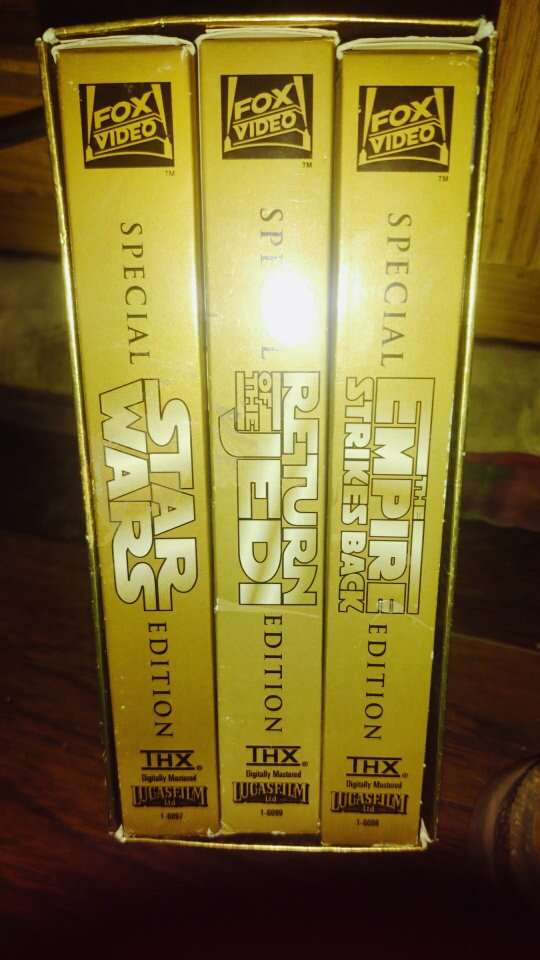 FOX
VIDEO
TM
SPECIAL
STAR
WARS
EDITION
THX®
Digitally Mastered
LUCASFILM
Ltd
FOX
VIDEO
TM
RETURN
OF THE
JEDI
EDITION
THX®
Digitally Mastered
LUCASFILM
Ltd
FOX
VIDEO
TM
SPECIAL
THE
EMPIRE
STRIKES BACK
EDITION
THX®
Digitally Mastered
LUCASFILM
Ltd